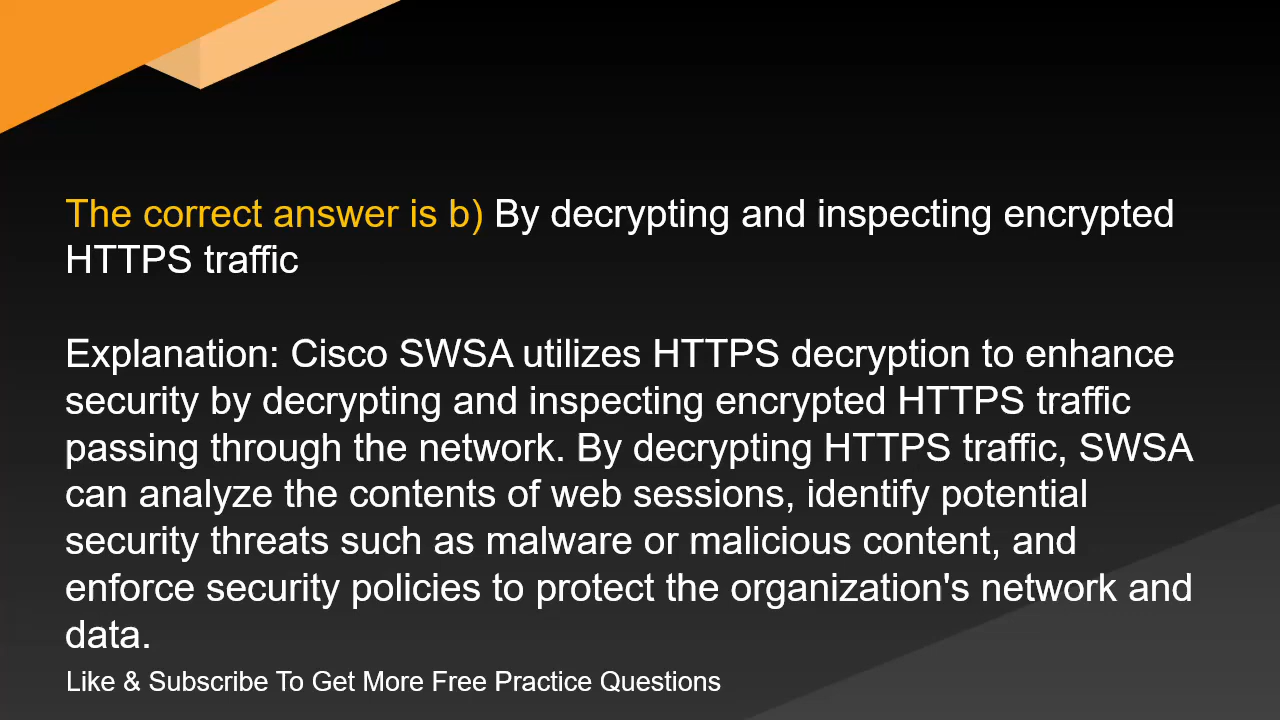 The correct answer is b) By decrypting and inspecting encrypted
HTTPS traffic
Explanation: Cisco SWSA utilizes HTTPS decryption to enhance
security by decrypting and inspecting encrypted HTTPS traffic
passing through the network. By decrypting HTTPS traffic, SWSA
can analyze the contents of web sessions, identify potential
security threats such as malware or malicious content, and
enforce security policies to protect the organization's network and
data.
Like & Subscribe To Get More Free Practice Questions